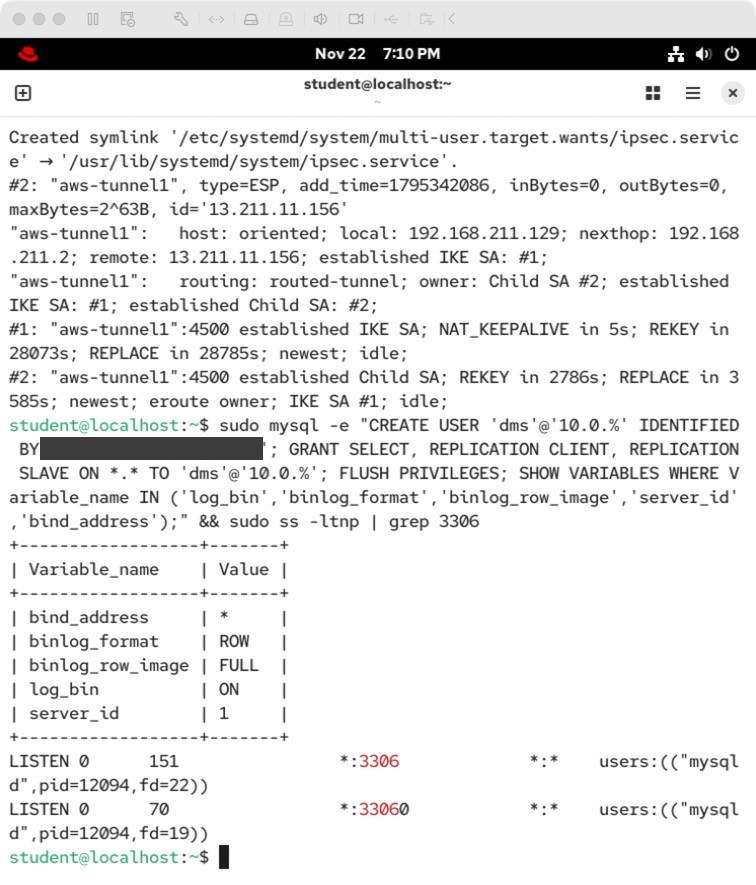 Nov 22 7:10 PM
student@localhost:~
~
Created symlink '/etc/systemd/system/multi-user.target.wants/ipsec.servic
e' → '/usr/lib/systemd/system/ipsec.service'.
#2: "aws-tunnel1", type=ESP, add_time=1795342086, inBytes=0, outBytes=0,
maxBytes=2^63B, id='13.211.11.156'
"aws-tunnel1":   host: oriented; local: 192.168.211.129; nexthop: 192.168
.211.2; remote: 13.211.11.156; established IKE SA: #1;
"aws-tunnel1":   routing: routed-tunnel; owner: Child SA #2; established
IKE SA: #1; established Child SA: #2;
#1: "aws-tunnel1":4500 established IKE SA; NAT_KEEPALIVE in 5s; REKEY in
28073s; REPLACE in 28785s; newest; idle;
#2: "aws-tunnel1":4500 established Child SA; REKEY in 2786s; REPLACE in 3
585s; newest; eroute owner; IKE SA #1; idle;
student@localhost:~$ sudo mysql -e "CREATE USER 'dms'@'10.0.%' IDENTIFIED
 BY '; GRANT SELECT, REPLICATION CLIENT, REPLICATION
 SLAVE ON *.* TO 'dms'@'10.0.%'; FLUSH PRIVILEGES; SHOW VARIABLES WHERE V
ariable_name IN ('log_bin','binlog_format','binlog_row_image','server_id'
,'bind_address');" && sudo ss -ltnp | grep 3306
+------------------+-------+
| Variable_name    | Value |
+------------------+-------+
| bind_address     | *     |
| binlog_format    | ROW   |
| binlog_row_image | FULL  |
| log_bin          | ON    |
| server_id        | 1     |
+------------------+-------+
LISTEN 0      151                *:3306             *:*    users:(("mysql
d",pid=12094,fd=22))
LISTEN 0      70                 *:33060            *:*    users:(("mysql
d",pid=12094,fd=19))
student@localhost:~$